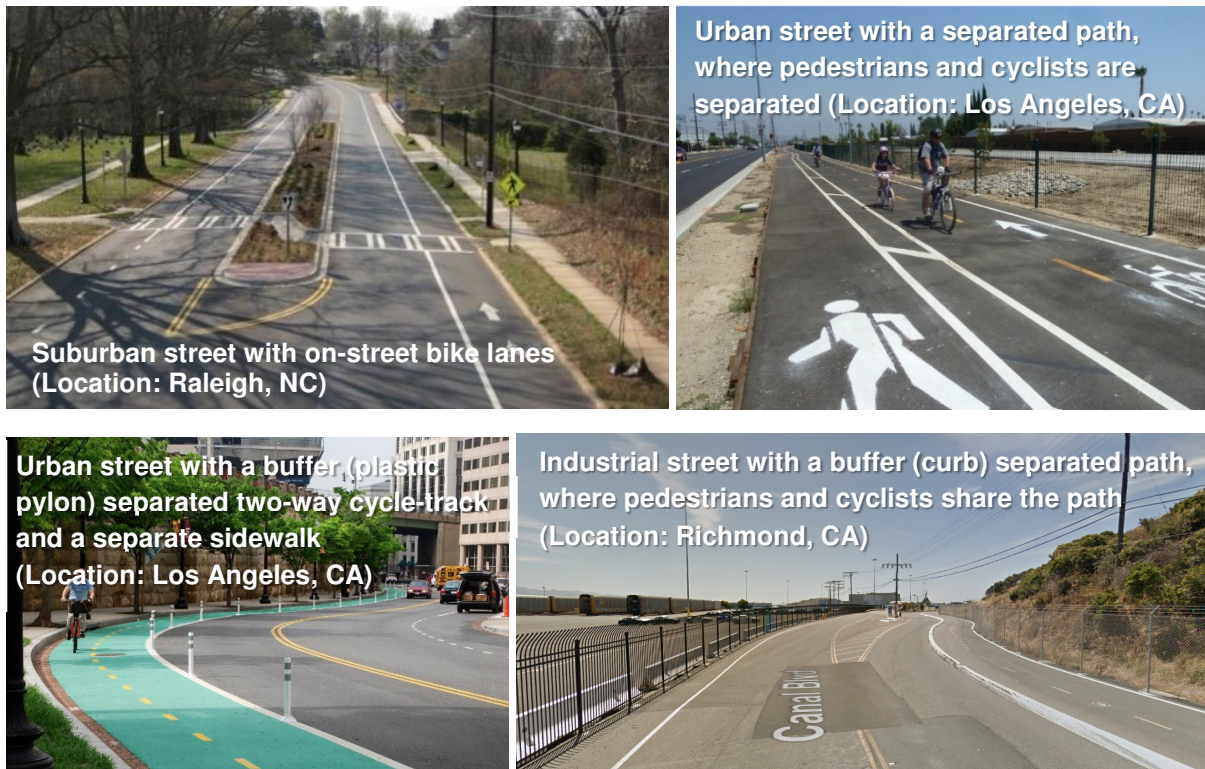 Suburban street with on-street bike lanes
(Location: Raleigh, NC)
Urban street with a separated path,
where pedestrians and cyclists are
separated (Location: Los Angeles, CA)
Urban street with a buffer (plastic
pylon) separated two-way cycle-track
and a separate sidewalk
(Location: Los Angeles, CA)
Industrial street with a buffer (curb) separated path,
where pedestrians and cyclists share the path
(Location: Richmond, CA)
Canal Blvd